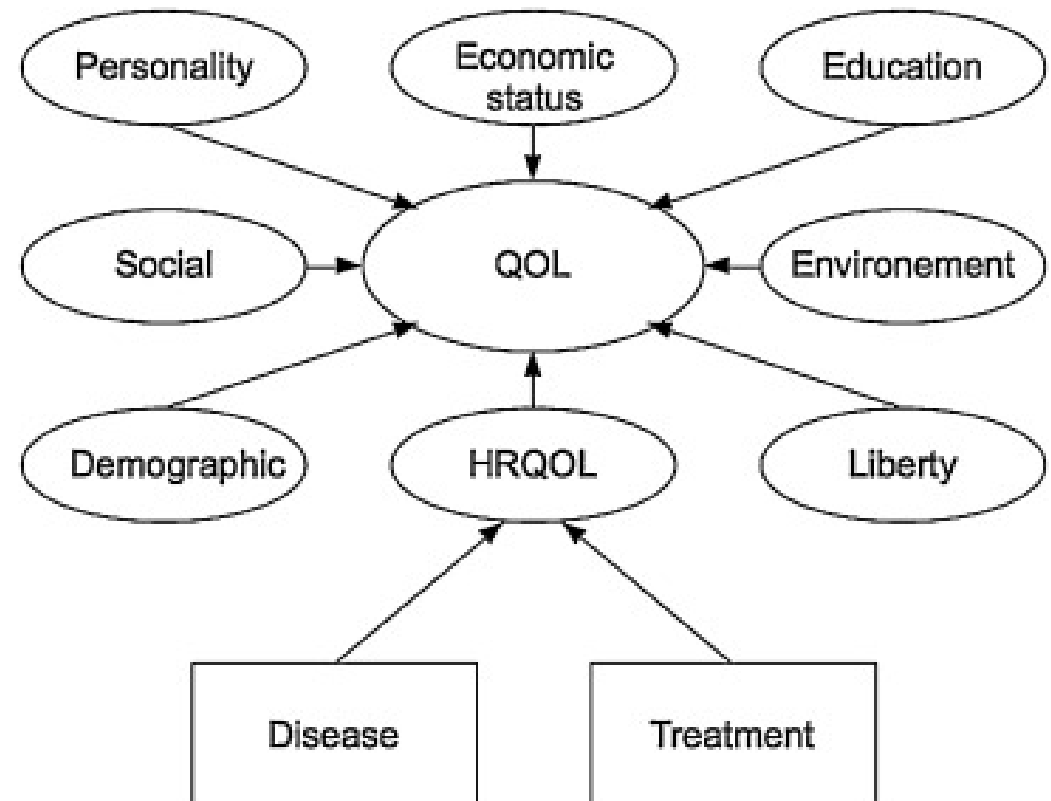 Personality
Economic
status
Education
Social
QOL
Environement
Demographic
HRQOL
Liberty
Disease
Treatment